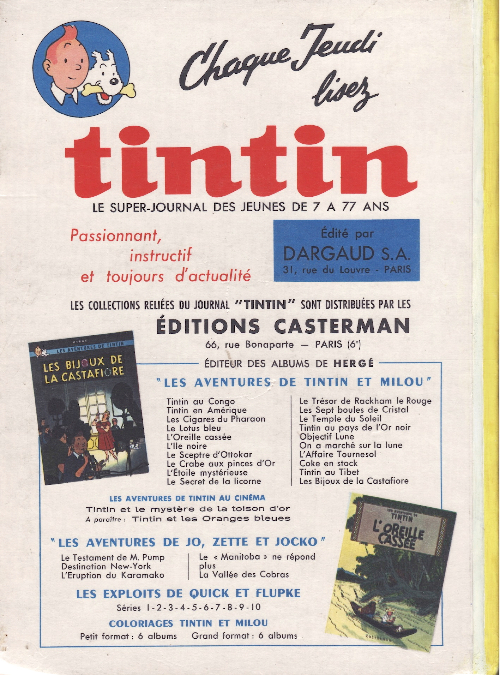 Chaque Jeudi
lisez
tintin
LE SUPER-JOURNAL DES JEUNES DE 7 A 77 ANS
Passionnant,
instructif
et toujours d'actualité
Édité par
DARGAUD S.A.
31, rue du Louvre - PARIS
LES COLLECTIONS RELIÉES DU JOURNAL "TINTIN" SONT DISTRIBUÉES PAR LES
ÉDITIONS CASTERMAN
66, rue Bonaparte — PARIS (6ᵉ)
ÉDITEUR DES ALBUMS DE HERGÉ
HERGÉ
LES AVENTURES DE TINTIN
LES BIJOUX DE
LA CASTAFIORE
"LES AVENTURES DE TINTIN ET MILOU"
Tintin au Congo
Tintin en Amérique
Les Cigares du Pharaon
Le Lotus bleu
L'Oreille cassée
L'Ile noire
Le Sceptre d'Ottokar
Le Crabe aux pinces d'Or
L'Étoile mystérieuse
Le Secret de la licorne
Le Trésor de Rackham le Rouge
Les Sept boules de Cristal
Le Temple du Soleil
Tintin au pays de l'Or noir
Objectif Lune
On a marché sur la lune
L'Affaire Tournesol
Coke en stock
Tintin au Tibet
Les Bijoux de la Castafiore
LES AVENTURES DE TINTIN AU CINÉMA
Tintin et le mystère de la toison d'or
A paraître : Tintin et les Oranges bleues
"LES AVENTURES DE JO, ZETTE ET JOCKO"
Le Testament de M. Pump
Destination New-York
L'Eruption du Karamako
Le « Manitoba » ne répond
plus
La Vallée des Cobras
LES EXPLOITS DE QUICK ET FLUPKE
Séries 1-2-3-4-5-6-7-8-9-10
COLORIAGES TINTIN ET MILOU
Petit format : 6 albums Grand format : 6 albums
LES AVENTURES DE
TINTIN
L'OREILLE
CASSÉE
CASTERMAN